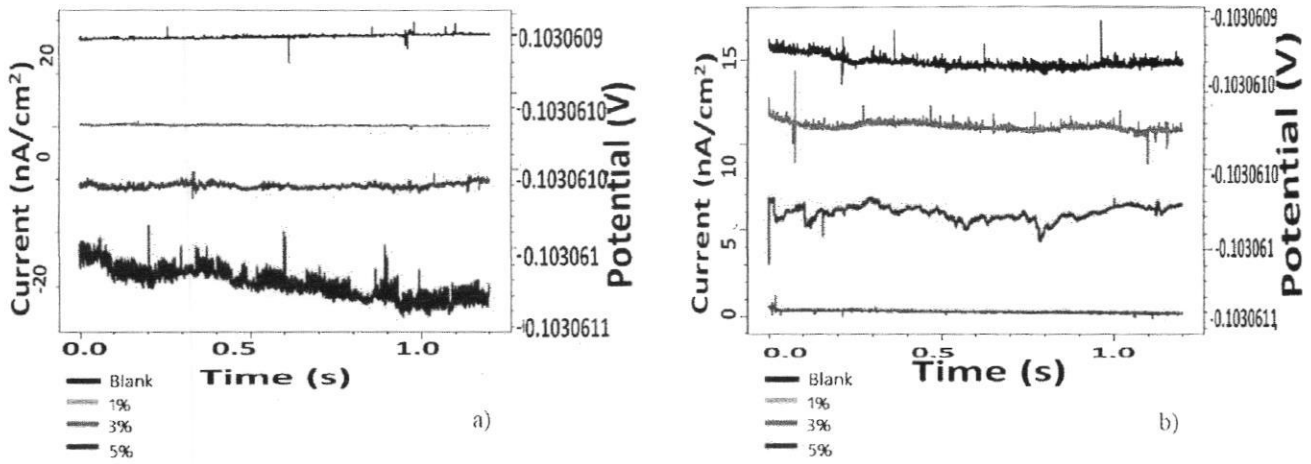 20
0
-20
Current (nA/cm²)
-0.1030609
-0.1030610
-0.1030610
-0.103061
-0.1030611
Potential (V)
0.0 0.5 1.0
Time (s)
Blank
1%
3%
5%
a)
15
10
5
0
Current (nA/cm²)
-0.1030609
-0.1030610
-0.1030610
-0.103061
-0.1030611
Potential (V)
0.0 0.5 1.0
Time (s)
Blank
1%
3%
5%
b)